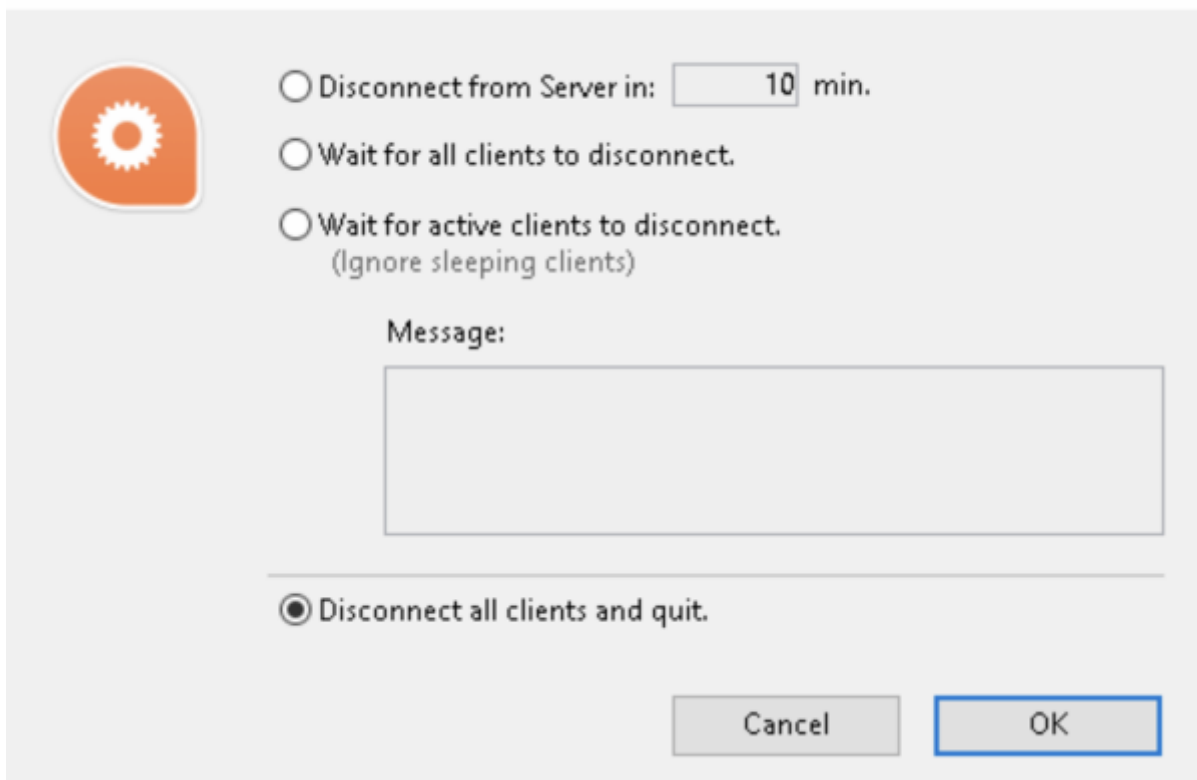 Disconnect from Server in: 10 min.
Wait for all clients to disconnect.
Wait for active clients to disconnect.
(Ignore sleeping clients)
Message:
Disconnect all clients and quit.
Cancel OK